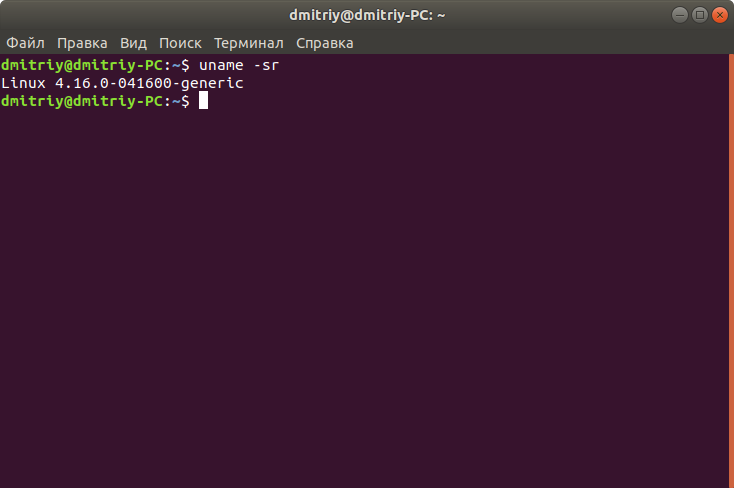 dmitriy@dmitriy-PC: ~
Файл Правка Вид Поиск Терминал Справка
dmitriy@dmitriy-PC:~$ uname -sr
Linux 4.16.0-041600-generic
dmitriy@dmitriy-PC:~$